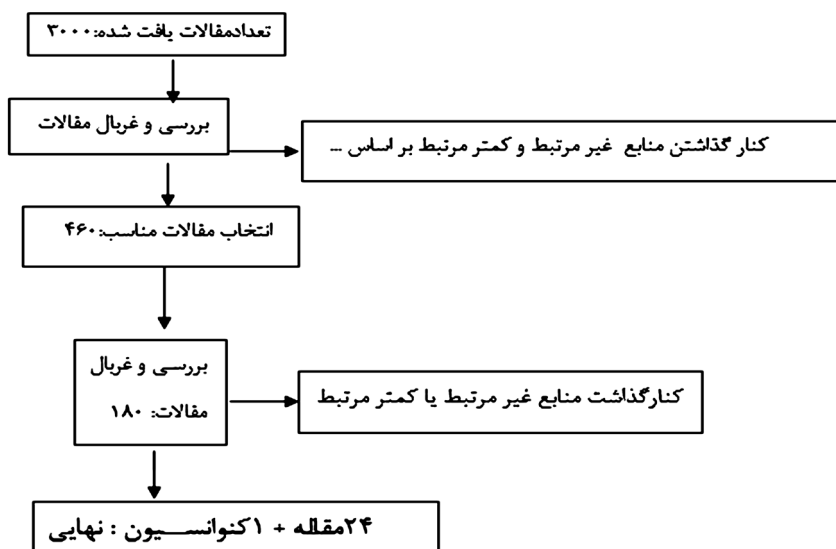 تعدادمقالات یافت شده:۳۰۰۰
بررسی و غربال مقالات
کنار گذاشتن منابع غیر مرتبط و کمتر مرتبط بر اساس ...
انتخاب مقالات مناسب:۴۶۰
بررسی و غربال
مقالات: ۱۸۰
کنارگذاشت منابع غیر مرتبط یا کمتر مرتبط
۲۴مقاله + ۱کنوانسـیون : نهایی